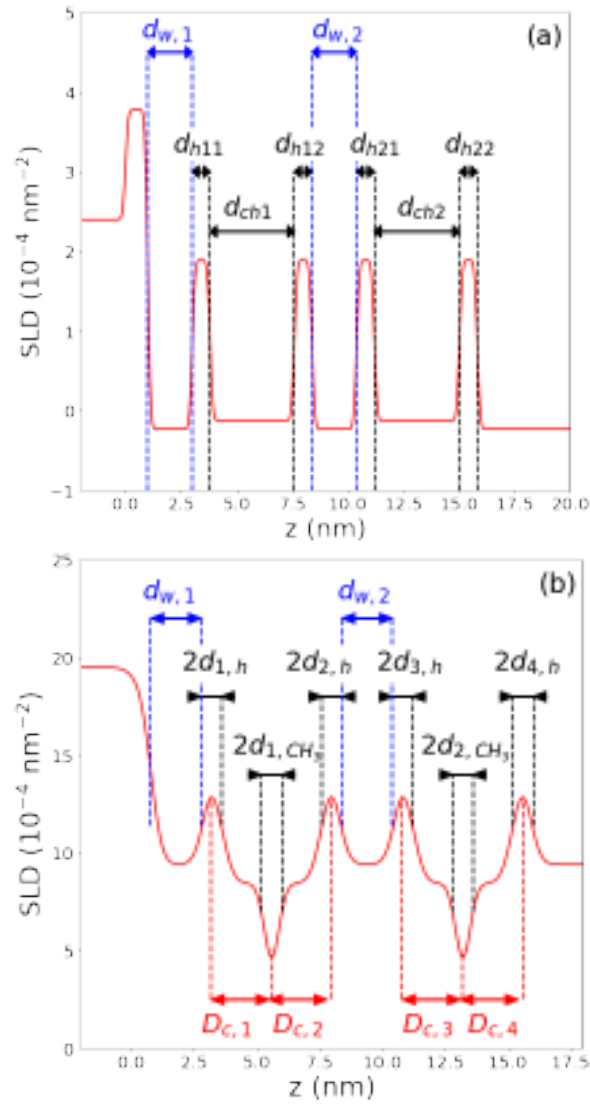 (a)
d_{w,1} d_{w,2}
d_{h11} d_{h12} d_{h21} d_{h22}
d_{ch1} d_{ch2}
SLD (10^{-4} nm^{-2})
5
4
3
2
1
0
−1
0.0 2.5 5.0 7.5 10.0 12.5 15.0 17.5 20.0
z (nm)
(b)
d_{w,1} d_{w,2}
2d_{1,h} 2d_{2,h} 2d_{3,h} 2d_{4,h}
2d_{1,CH_3} 2d_{2,CH_3}
SLD (10^{-4} nm^{-2})
25
20
15
10
5
0
D_{c,1} D_{c,2} D_{c,3} D_{c,4}
0.0 2.5 5.0 7.5 10.0 12.5 15.0 17.5
z (nm)